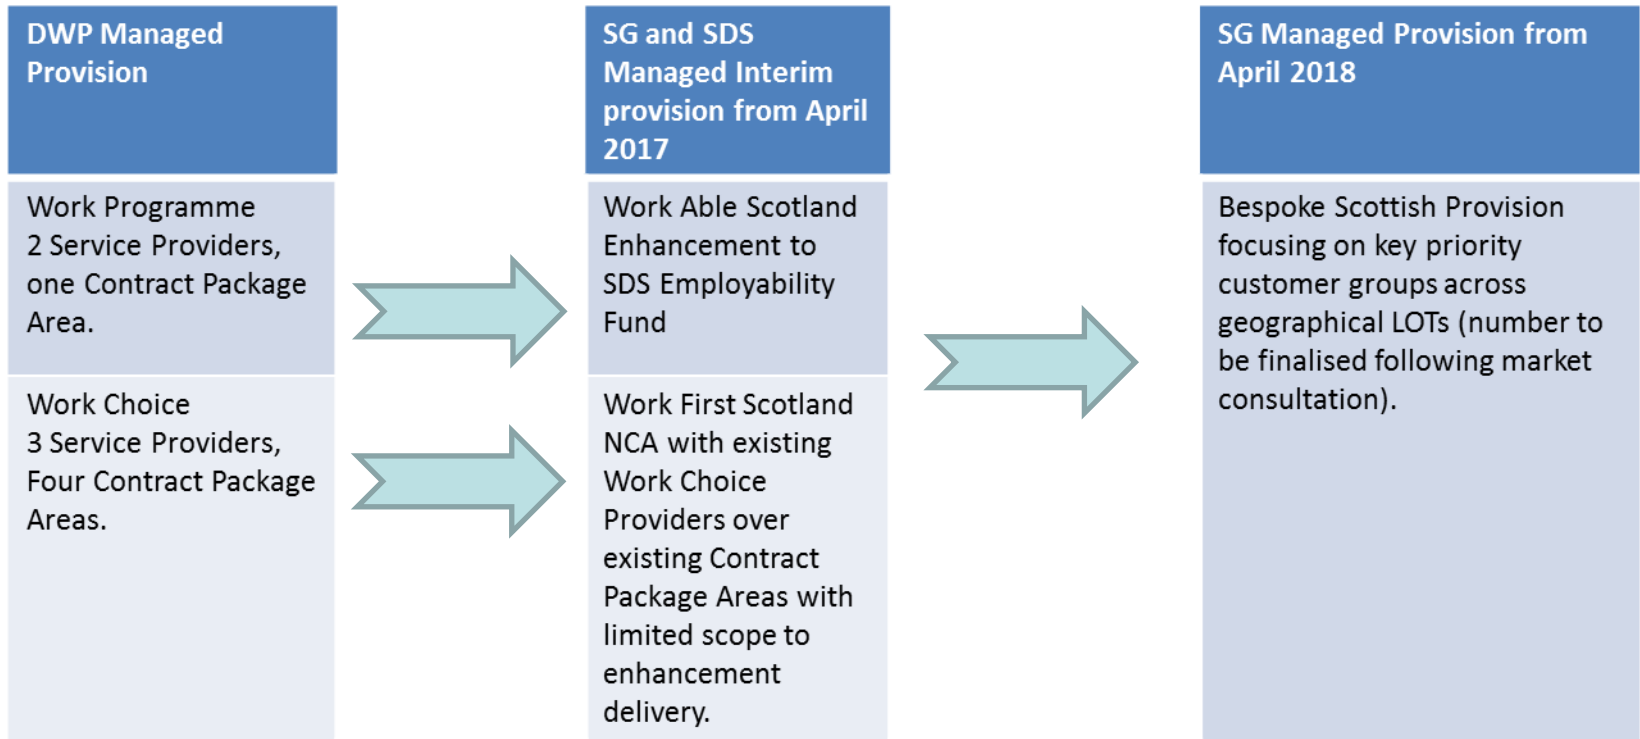 DWP Managed
Provision
Work Programme
2 Service Providers,
one Contract Package
Area.
Work Choice
3 Service Providers,
Four Contract Package
Areas.
SG and SDS
Managed Interim
provision from April
2017
Work Able Scotland
Enhancement to
SDS Employability
Fund
Work First Scotland
NCA with existing
Work Choice
Providers over
existing Contract
Package Areas with
limited scope to
enhancement
delivery.
SG Managed Provision from
April 2018
Bespoke Scottish Provision
focusing on key priority
customer groups across
geographical LOTs (number to
be finalised following market
consultation).